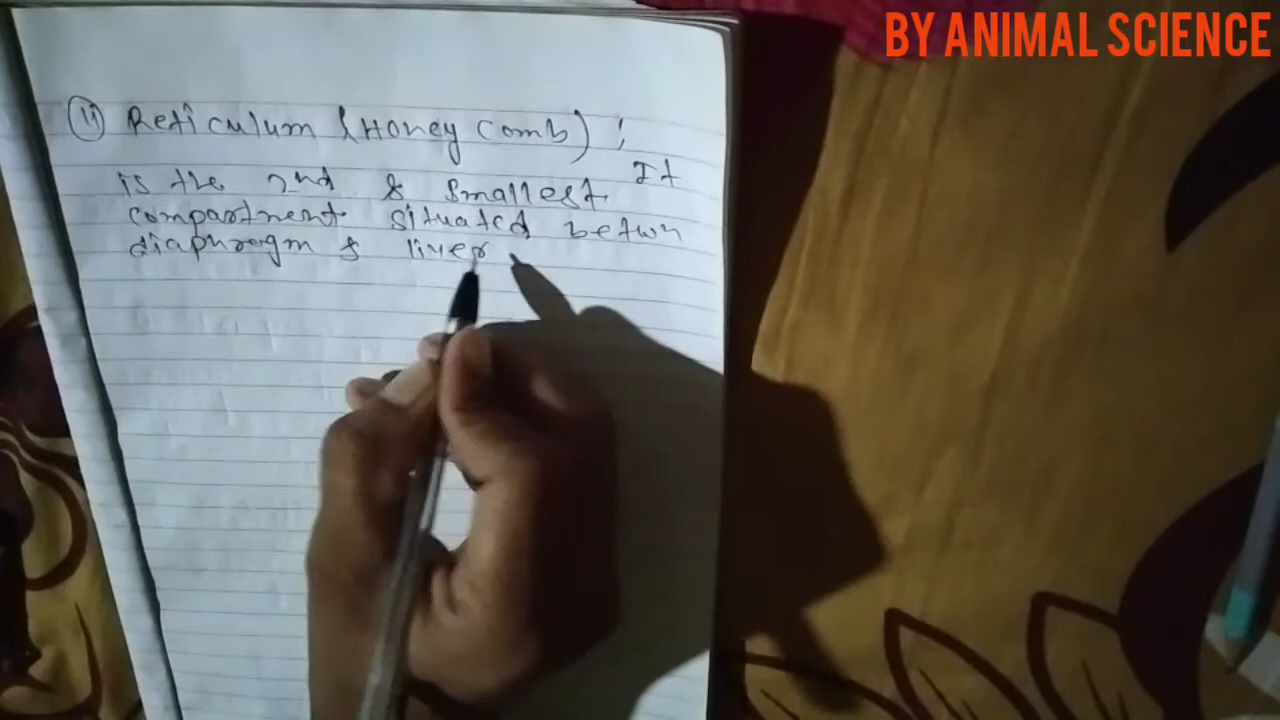 BY ANIMAL SCIENCE
(ii) Reticulum (Honey Comb) : It
is the 2nd & smallest
compartment situated betwn
diaphragm & liver